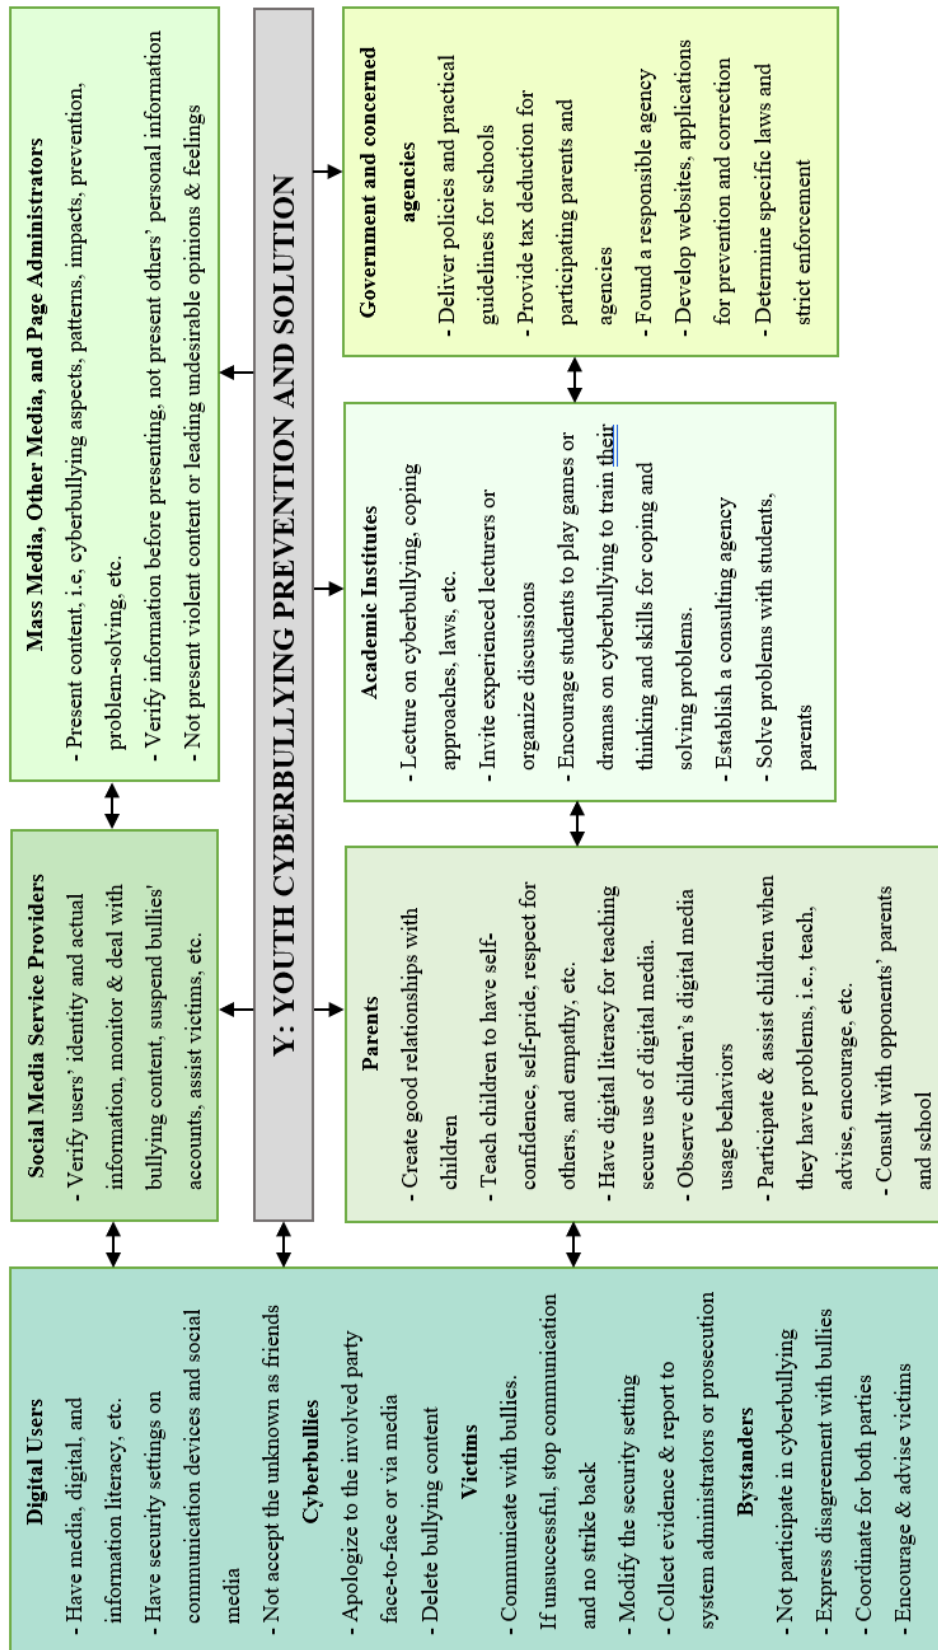 Digital Users
- Have media, digital, and
information literacy, etc.
- Have security settings on
communication devices and social
media
- Not accept the unknown as friends
Cyberbullies
- Apologize to the involved party
face-to-face or via media
- Delete bullying content
Victims
- Communicate with bullies.
If unsuccessful, stop communication
and no strike back
- Modify the security setting
- Collect evidence & report to
system administrators or prosecution
Bystanders
- Not participate in cyberbullying
- Express disagreement with bullies
- Coordinate for both parties
- Encourage & advise victims
Social Media Service Providers
- Verify users' identity and actual
information, monitor & deal with
bullying content, suspend bullies'
accounts, assist victims, etc.
Mass Media, Other Media, and Page Administrators
- Present content, i.e, cyberbullying aspects, patterns, impacts, prevention,
problem-solving, etc.
- Verify information before presenting, not present others’ personal information
- Not present violent content or leading undesirable opinions & feelings
Y: YOUTH CYBERBULLYING PREVENTION AND SOLUTION
Parents
- Create good relationships with
children
- Teach children to have self-
confidence, self-pride, respect for
others, and empathy, etc.
- Have digital literacy for teaching
secure use of digital media.
- Observe children’s digital media
usage behaviors
- Participate & assist children when
they have problems, i.e., teach,
advise, encourage, etc.
- Consult with opponents’ parents
and school
Academic Institutes
- Lecture on cyberbullying, coping
approaches, laws, etc.
- Invite experienced lecturers or
organize discussions
- Encourage students to play games or
dramas on cyberbullying to train their
thinking and skills for coping and
solving problems.
- Establish a consulting agency
- Solve problems with students,
parents
Government and concerned
agencies
- Deliver policies and practical
guidelines for schools
- Provide tax deduction for
participating parents and
agencies
- Found a responsible agency
- Develop websites, applications
for prevention and correction
- Determine specific laws and
strict enforcement